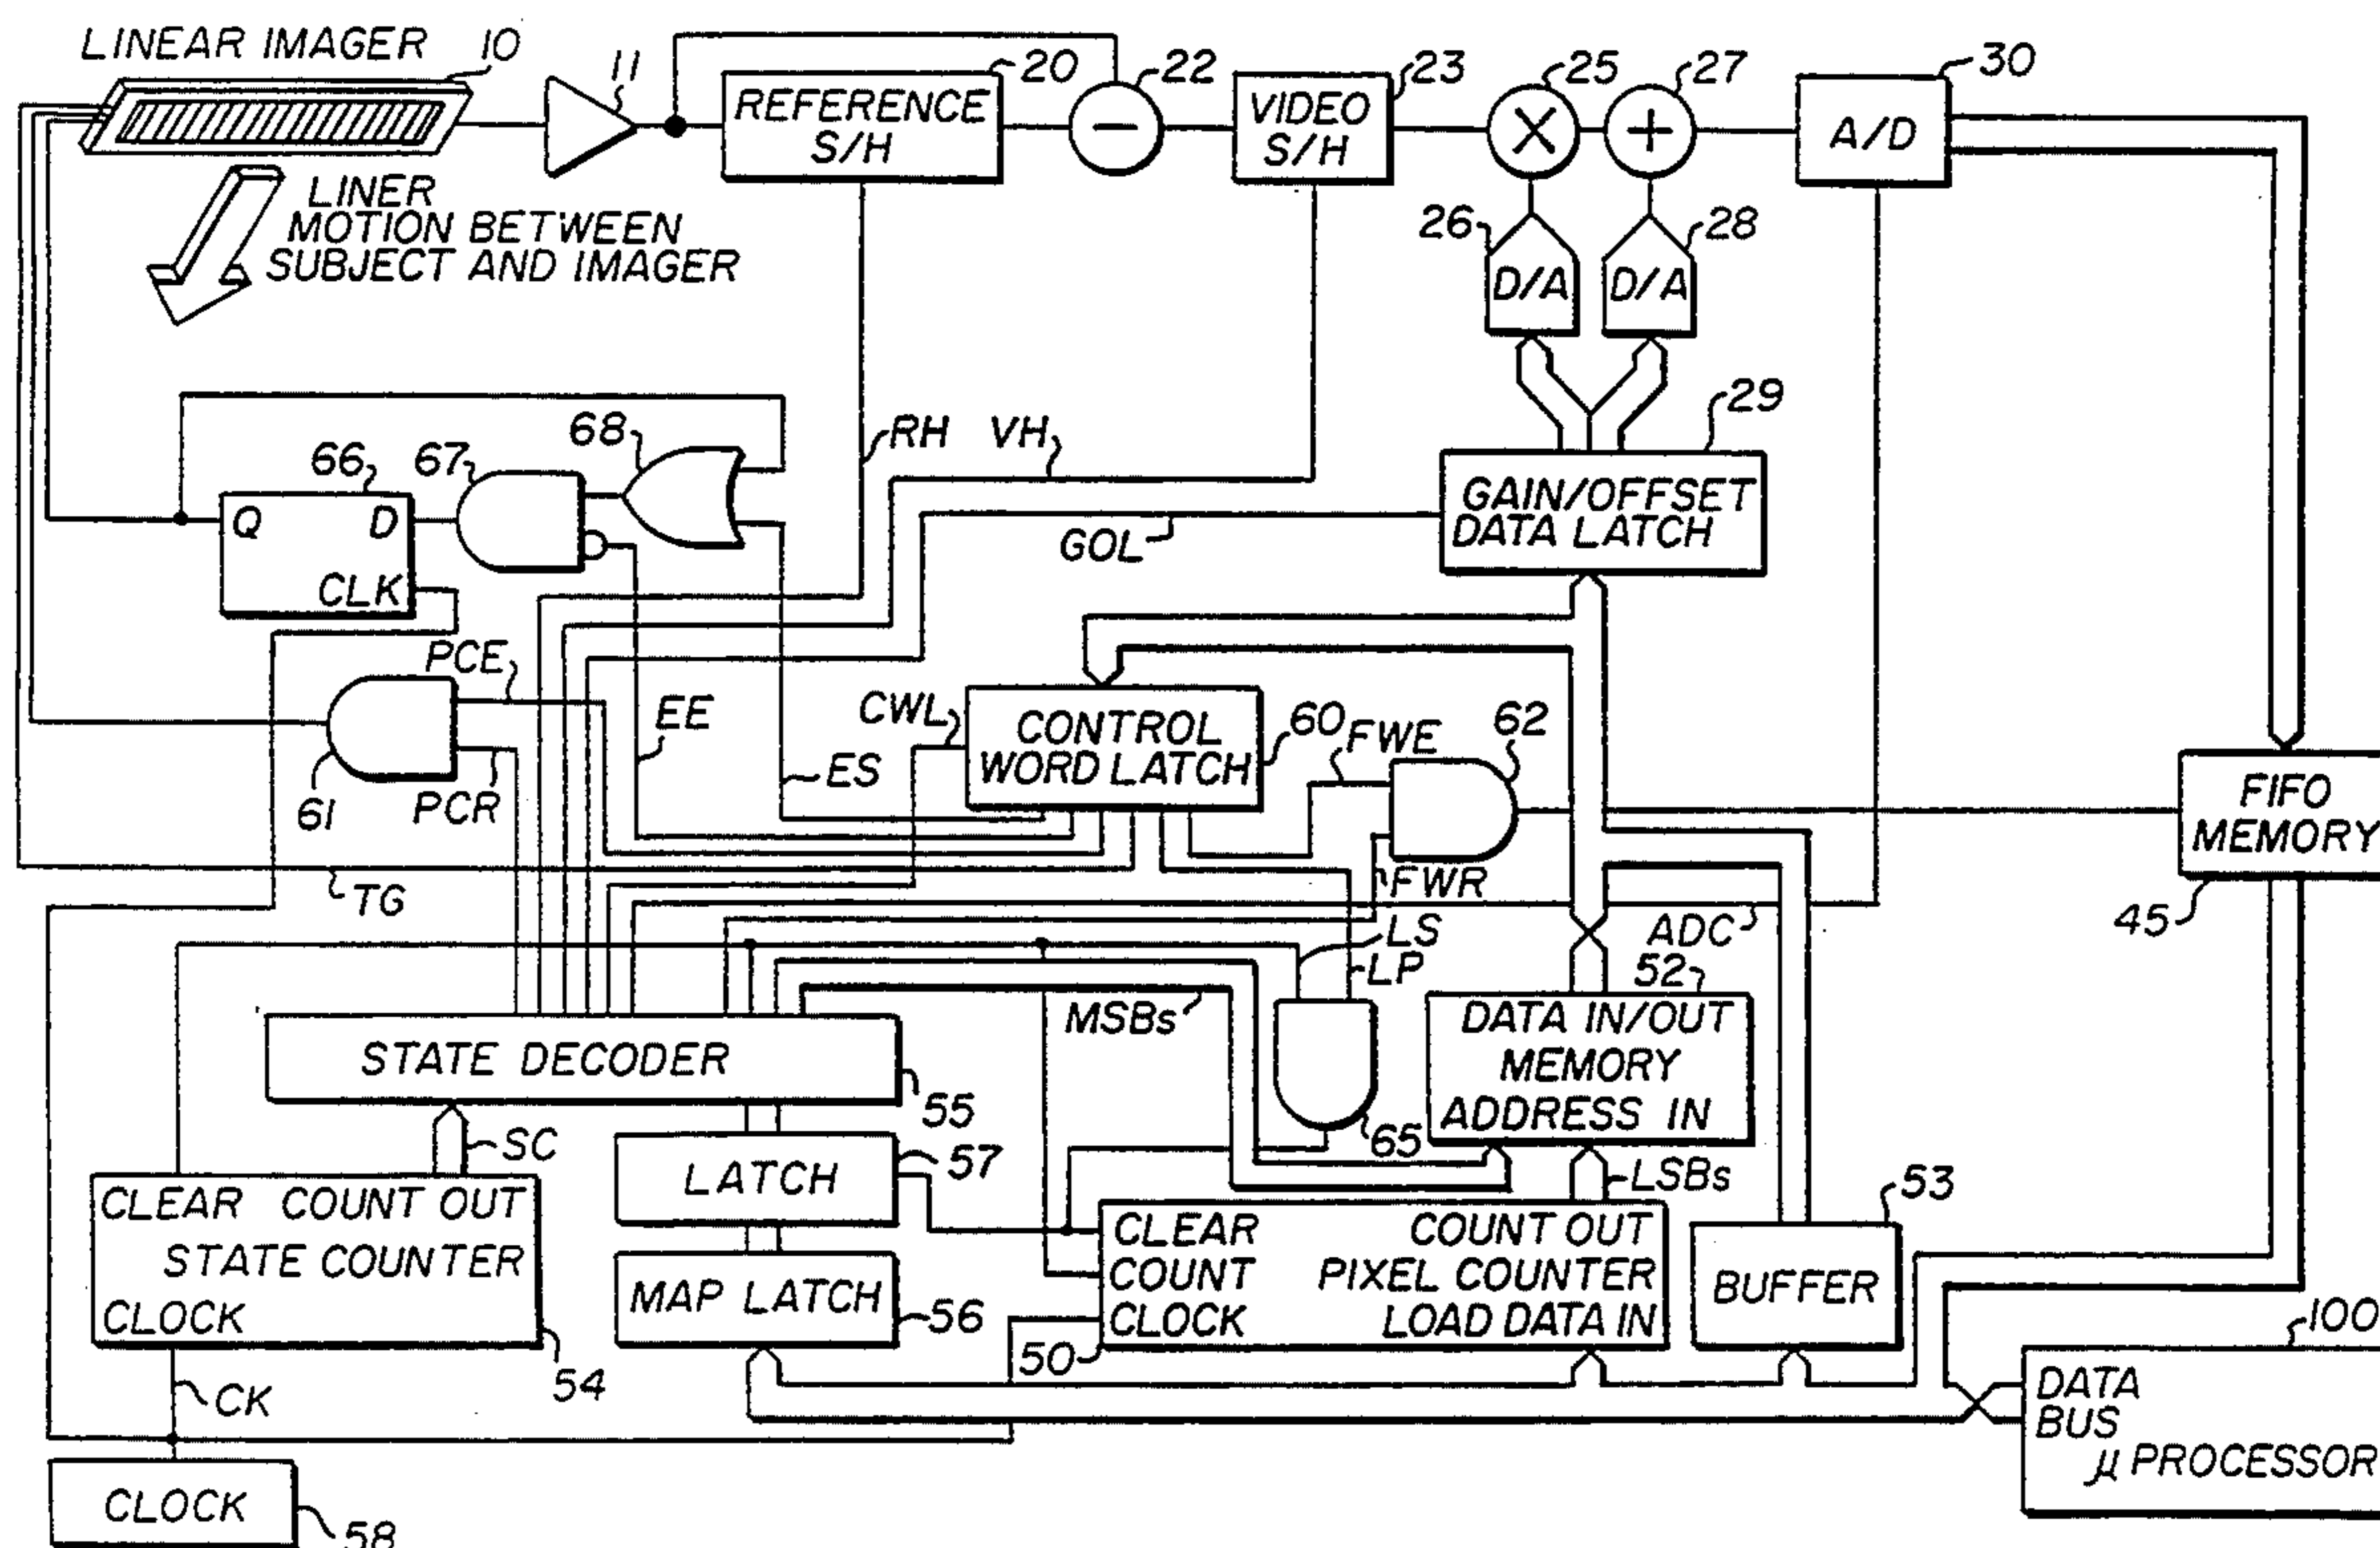 LINEAR IMAGER 10
11
20
22
23
25
27
30
REFERENCE
S/H
−
VIDEO
S/H
×
+
A/D
LINER
MOTION BETWEEN
SUBJECT AND IMAGER
26
28
D/A
D/A
29
68
RH
VH
66
67
Q
D
CLK
GAIN/OFFSET
DATA LATCH
GOL
PCE
EE
CWL
CONTROL
WORD LATCH
60
FWE
62
ES
61
PCR
FIFO
MEMORY
TG
FWR
45
ADC
LS
LP
52
MSBs
STATE DECODER
DATA IN/OUT
MEMORY
ADDRESS IN
55
SC
65
57
LATCH
LSBs
53
CLEAR COUNT OUT
STATE COUNTER
CLOCK
MAP LATCH
56
CLEAR COUNT OUT
COUNT PIXEL COUNTER
CLOCK LOAD DATA IN
BUFFER
50
54
100
CK
DATA
BUS
μ PROCESSOR
CLOCK
58